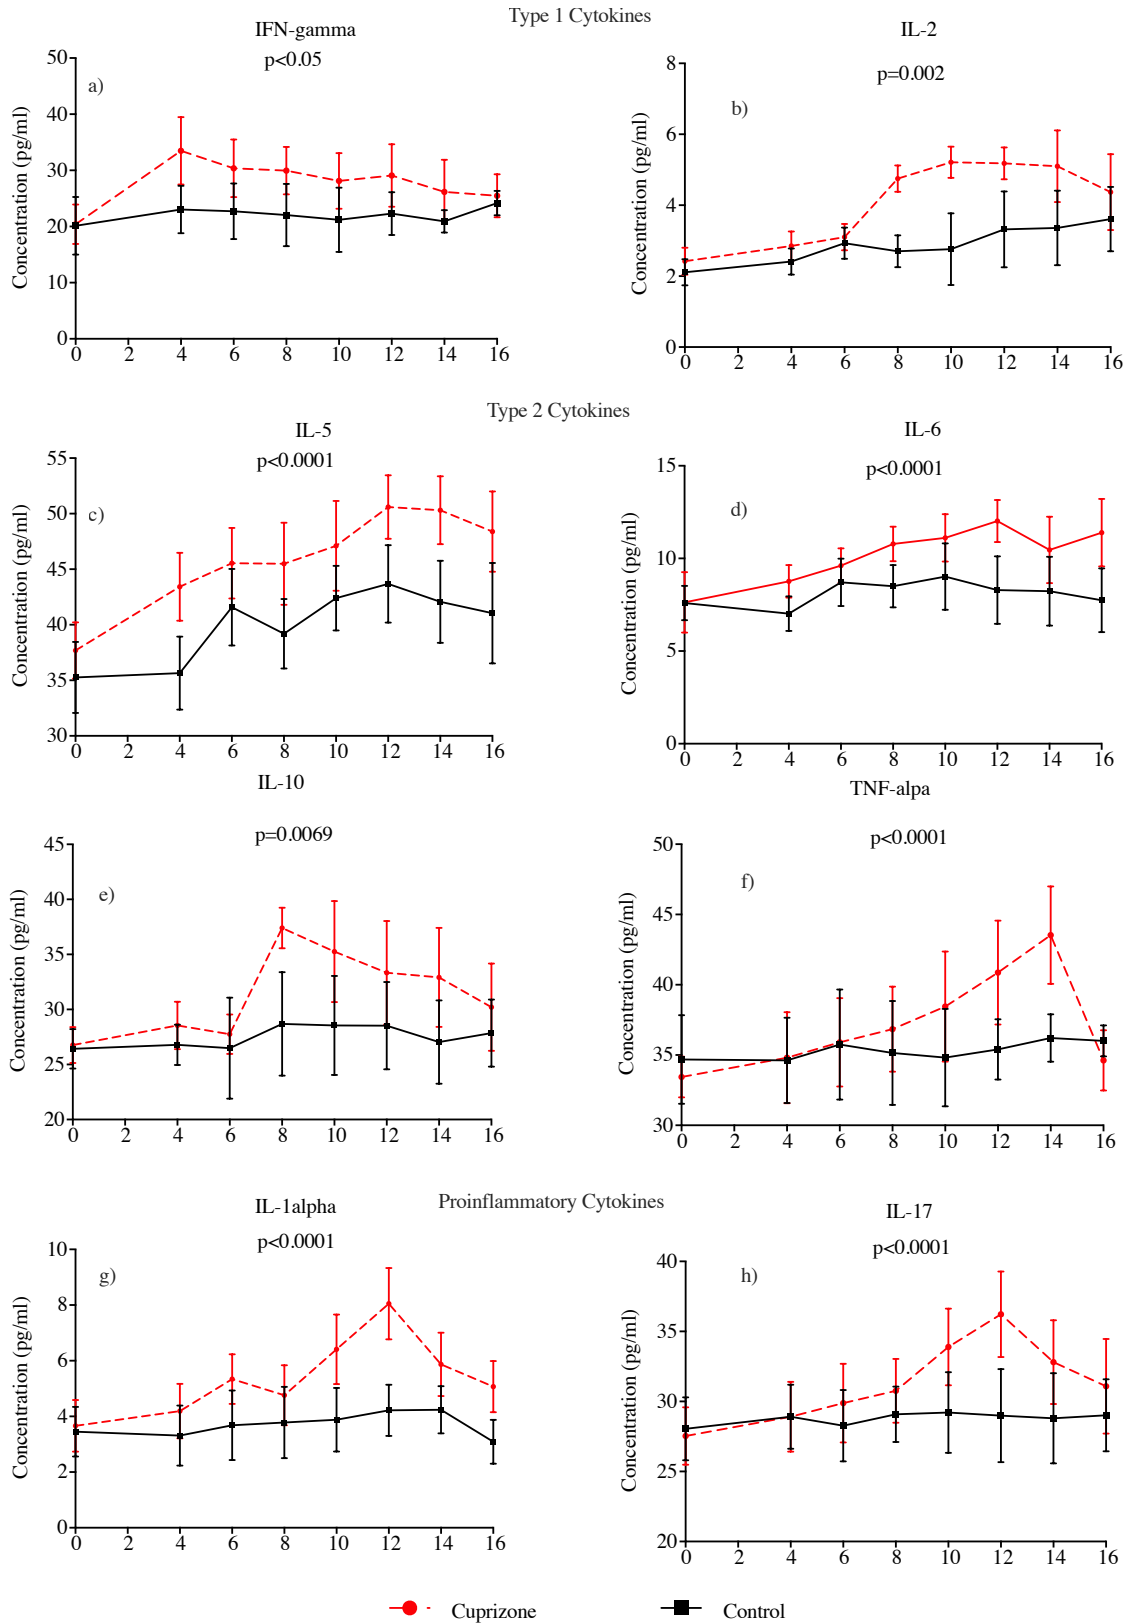 Type 1 Cytokines
IFN-gamma
p<0.05
a)
Concentration (pg/ml)
50
40
30
20
10
0
0 2 4 6 8 10 12 14 16
IL-2
p=0.002
b)
Concentration (pg/ml)
8
6
4
2
0
0 2 4 6 8 10 12 14 16
Type 2 Cytokines
IL-5
p<0.0001
c)
Concentration (pg/ml)
55
50
45
40
35
30
0 2 4 6 8 10 12 14 16
IL-6
p<0.0001
d)
Concentration (pg/ml)
15
10
5
0
0 2 4 6 8 10 12 14 16
IL-10
p=0.0069
e)
Concentration (pg/ml)
45
40
35
30
25
20
0 2 4 6 8 10 12 14 16
TNF-alpa
p<0.0001
f)
Concentration (pg/ml)
50
45
40
35
30
0 2 4 6 8 10 12 14 16
Proinflammatory Cytokines
IL-1alpha
p<0.0001
g)
Concentration (pg/ml)
10
8
6
4
2
0
0 2 4 6 8 10 12 14 16
IL-17
p<0.0001
h)
Concentration (pg/ml)
40
35
30
25
20
0 2 4 6 8 10 12 14 16
Cuprizone
Control